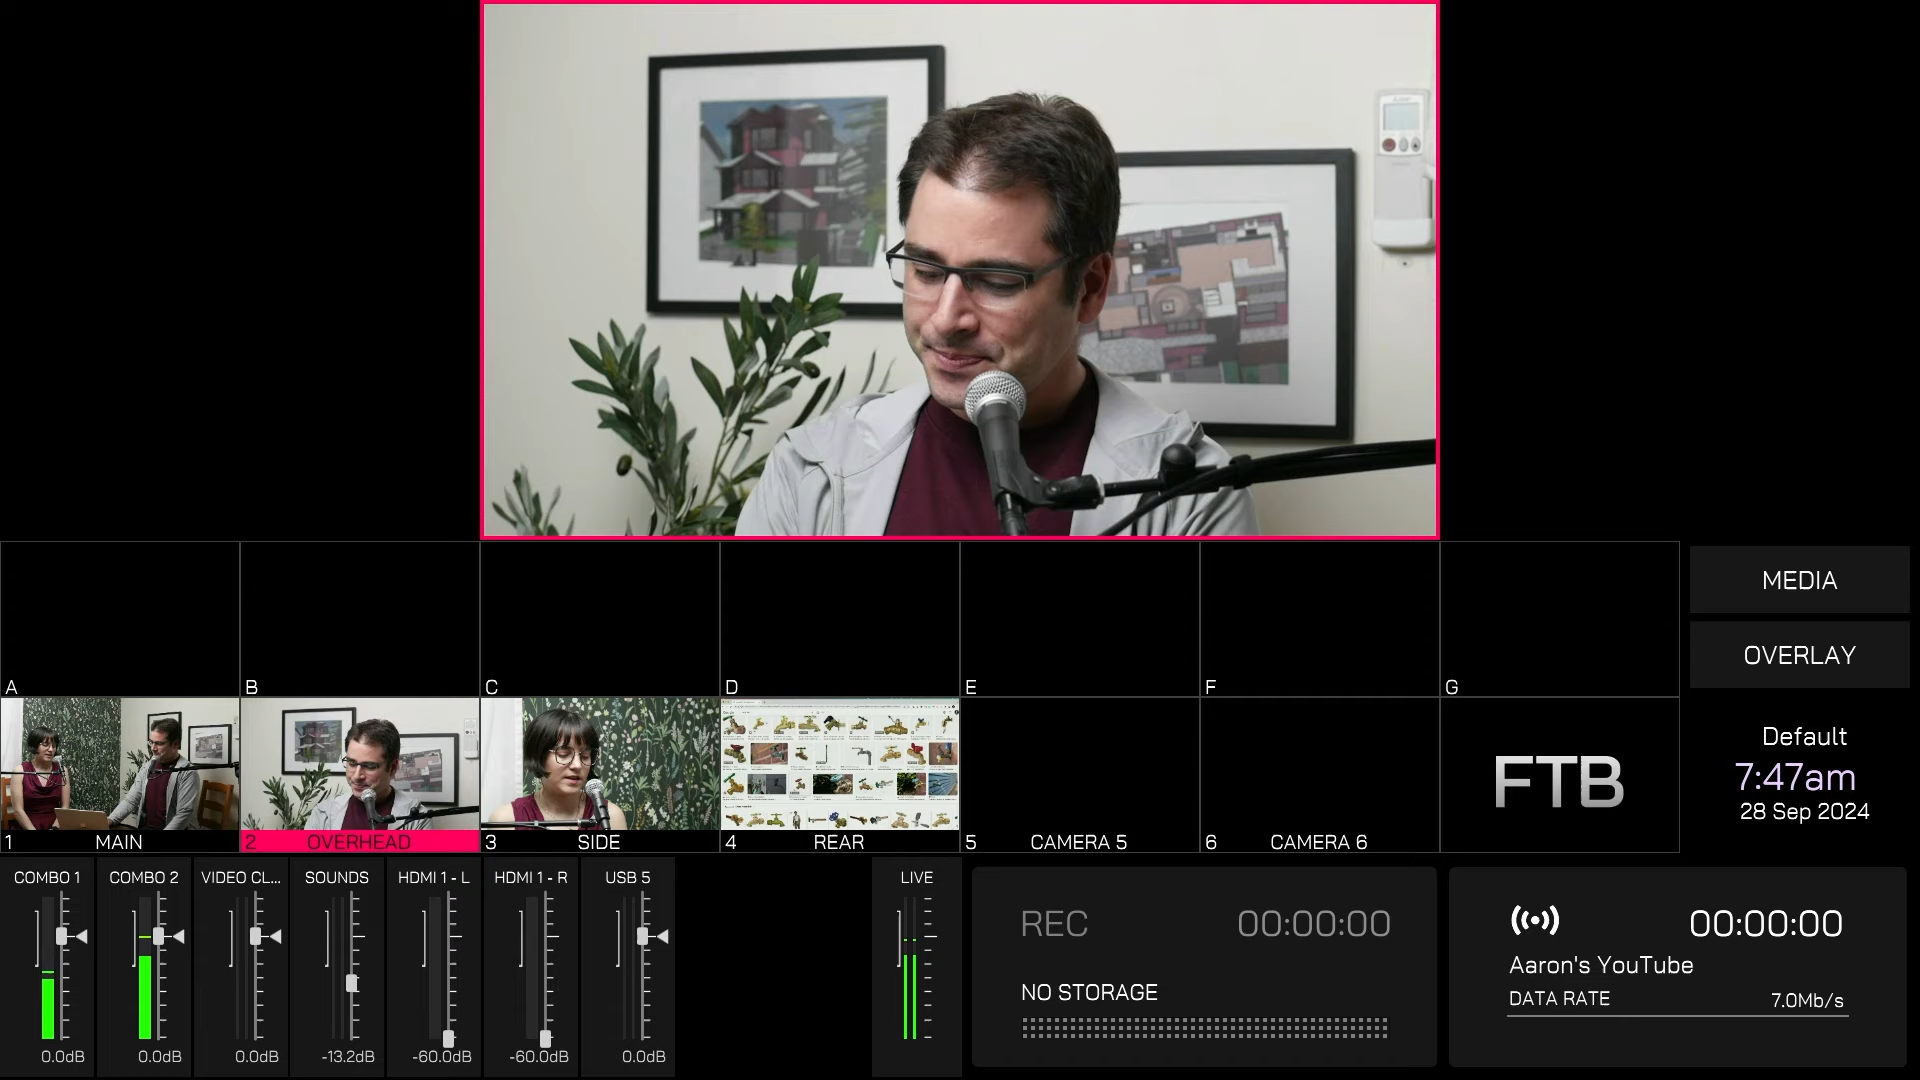 A
B
C
D
E
F
G
MEDIA
OVERLAY
Default
7:47am
28 Sep 2024
FTB
1 MAIN
2 OVERHEAD
3 SIDE
4 REAR
5 CAMERA 5
6 CAMERA 6
COMBO 1
COMBO 2
VIDEO CL...
SOUNDS
HDMI 1 - L
HDMI 1 - R
USB 5
LIVE
0.0dB
0.0dB
0.0dB
-13.2dB
-60.0dB
-60.0dB
0.0dB
REC 00:00:00
NO STORAGE
00:00:00
Aaron's YouTube
DATA RATE 7.0Mb/s